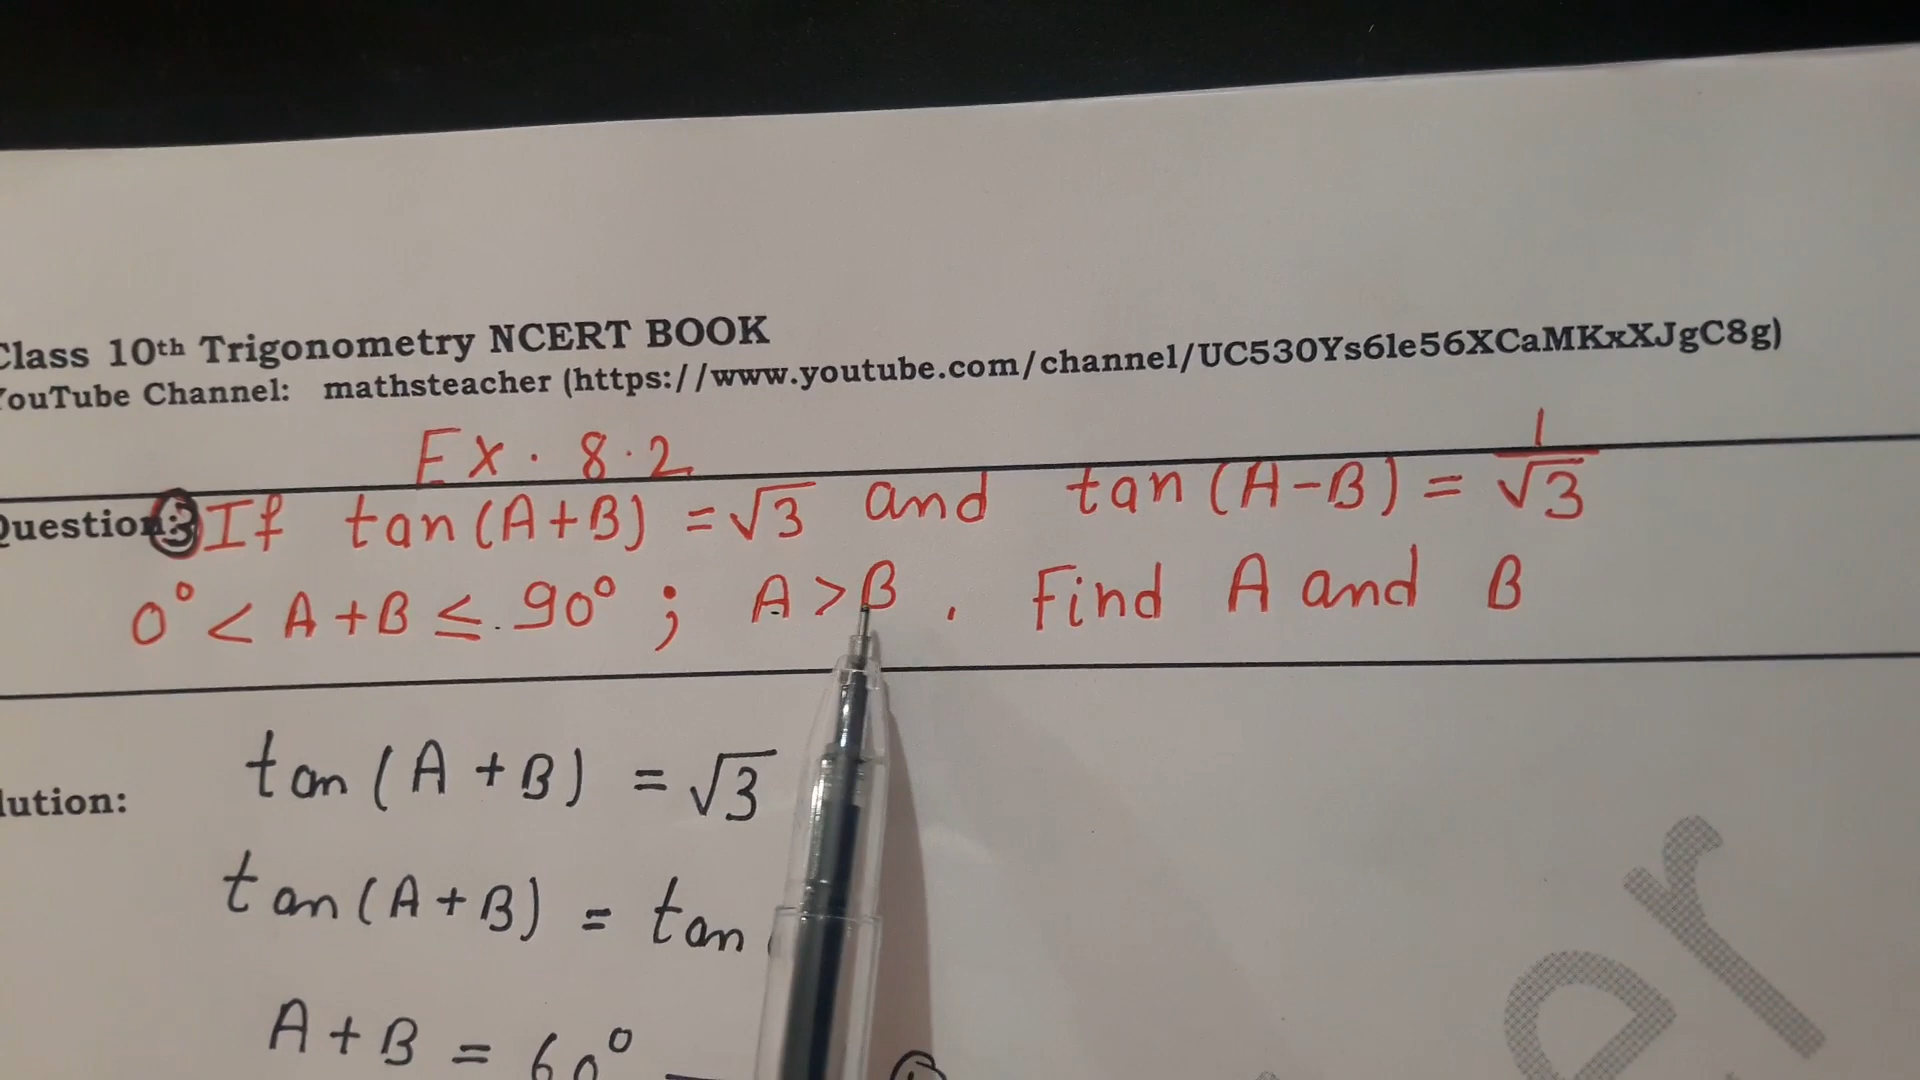 Class 10th Trigonometry NCERT BOOK
YouTube Channel: mathsteacher (https://www.youtube.com/channel/UC530Ys6le56XCaMKxXJgC8g)
Ex. 8.2
Question:3 If tan(A+B) = √3 and tan(A-B) = 1/√3
0° < A+B ≤ 90° ; A > B . Find A and B
lution: tan(A+B) = √3
tan(A+B) = tan
A+B = 60°
er